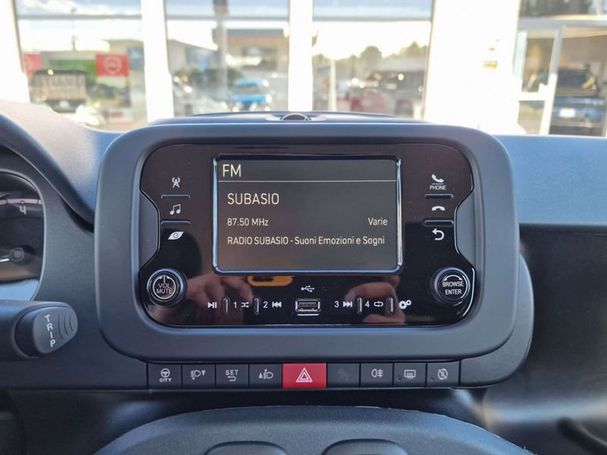 FM
SUBASIO
87.50 MHz Varie
RADIO SUBASIO - Suoni Emozioni e Sogni
PHONE
VOL
MUTE
BROWSE
ENTER
1 2 3 4
CITY
SET
TRIP